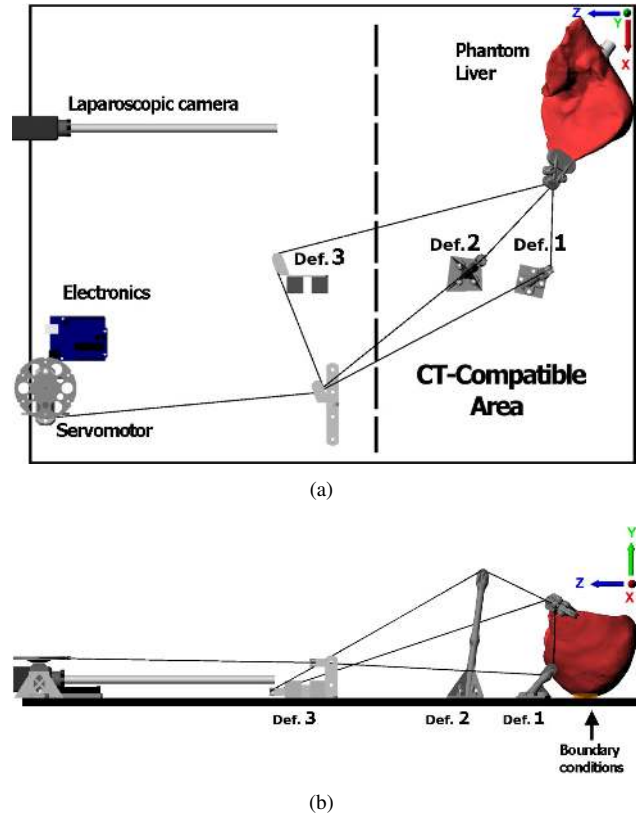 Z
Y
X
Phantom
Liver
Laparoscopic camera
Def. 3
Def. 2
Def. 1
Electronics
CT-Compatible
Area
Servomotor
(a)
Y
Z
X
Def. 3
Def. 2
Def. 1
Boundary
conditions
(b)